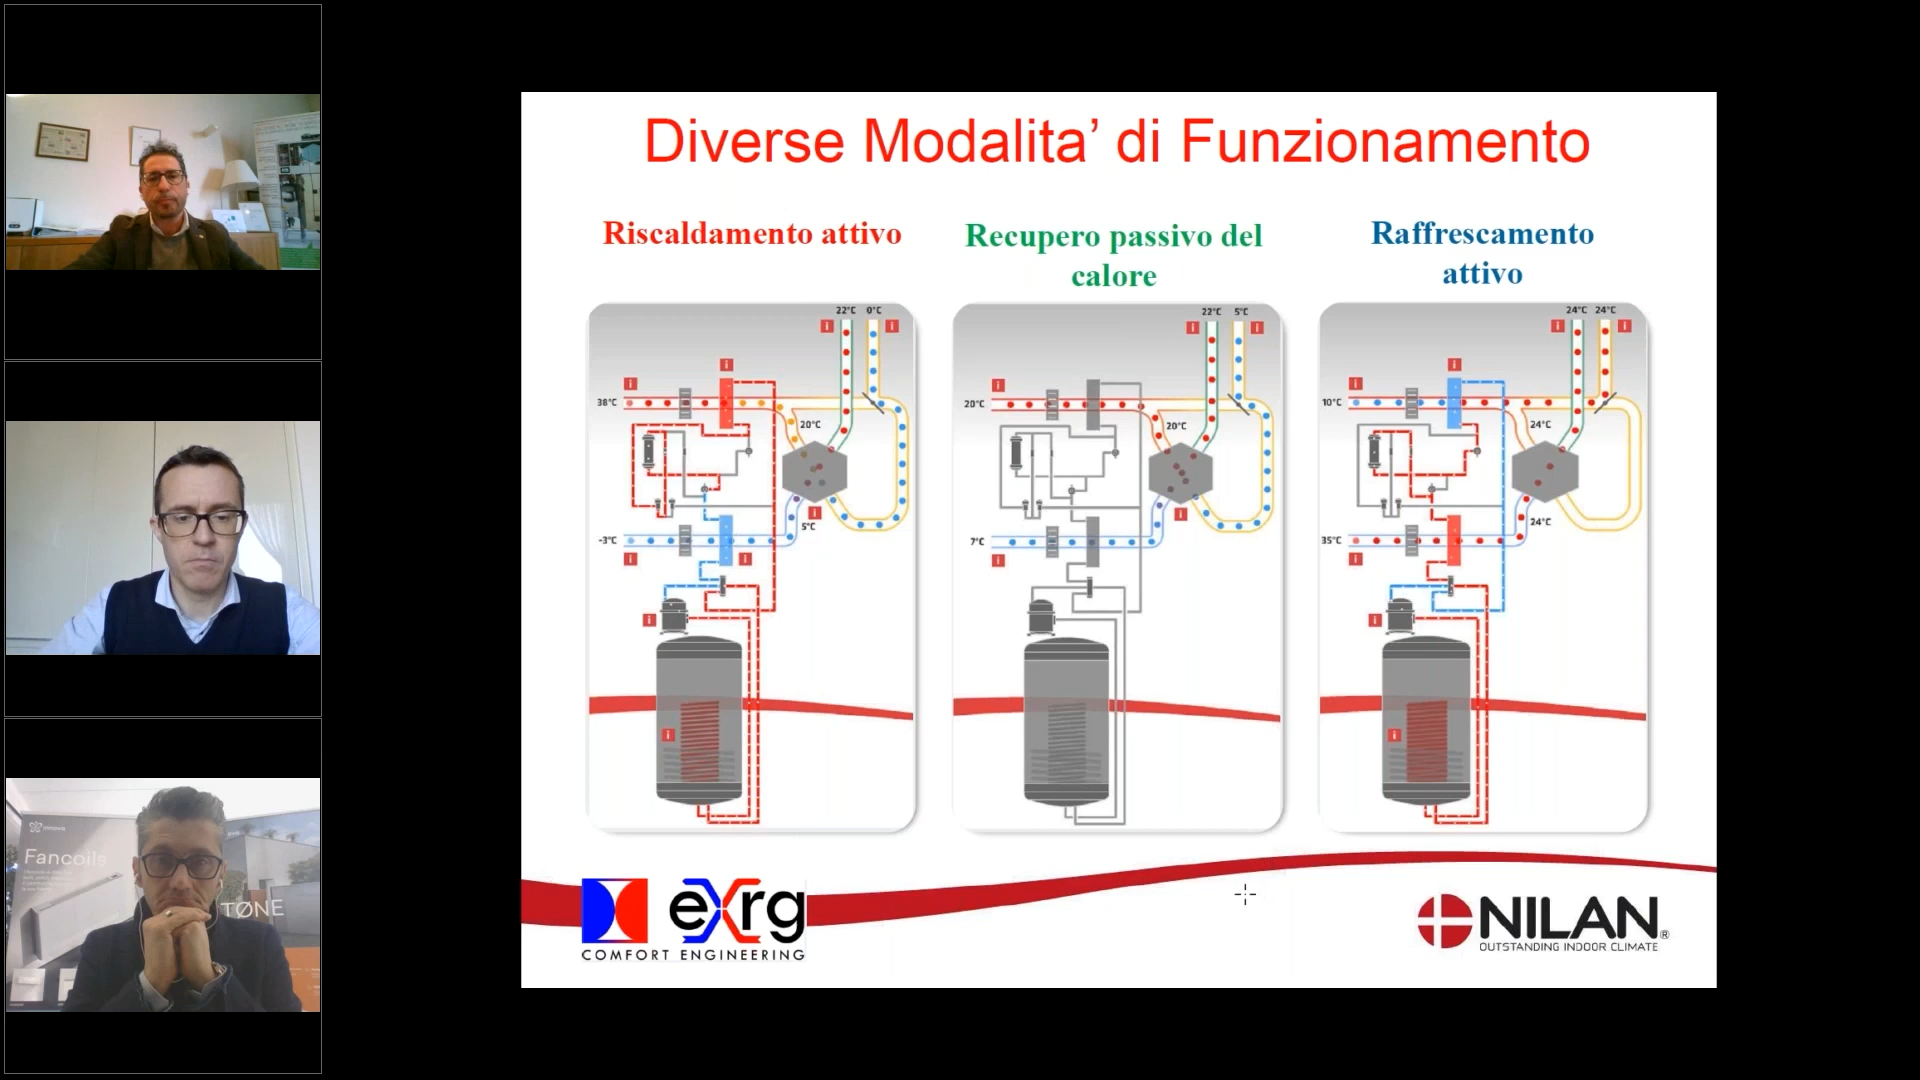 Diverse Modalita’ di Funzionamento
Riscaldamento attivo
Recupero passivo del
calore
Raffrescamento
attivo
22°C 0°C
38°C
20°C
5°C
-3°C
22°C 5°C
20°C
20°C
7°C
24°C 24°C
10°C
24°C
24°C
35°C
exrg
COMFORT ENGINEERING
NILAN®
OUTSTANDING INDOOR CLIMATE
innova
Fancoils
TØNE